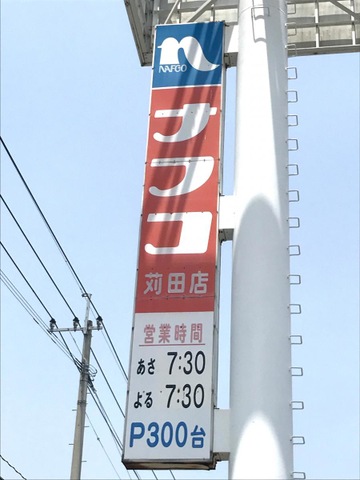 n
NAFCO
ナフコ
苅田店
営業時間
あさ 7:30
よる 7:30
P300台